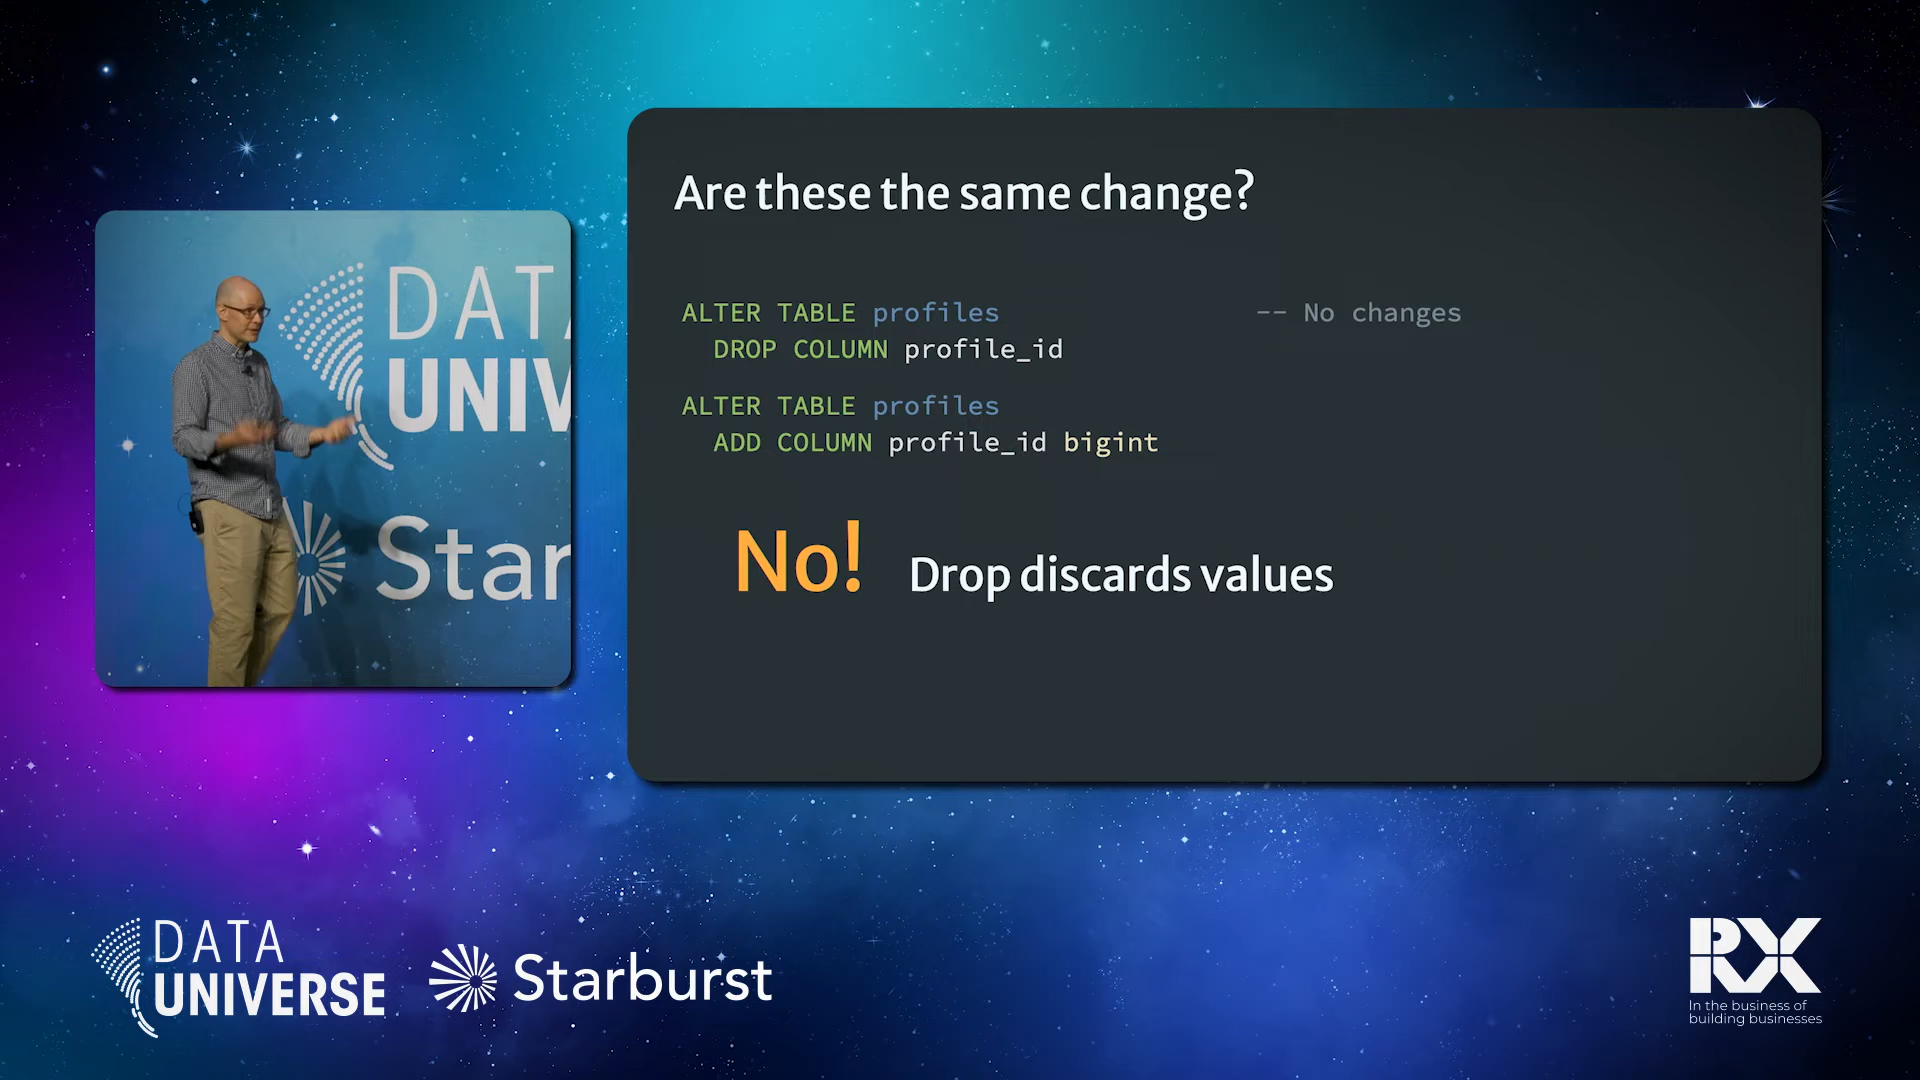 Are these the same change?
ALTER TABLE profiles
-- No changes
DROP COLUMN profile_id
ALTER TABLE profiles
ADD COLUMN profile_id bigint
No! Drop discards values
DATA
UNIV
Star
DATA
UNIVERSE
Starburst
RX
In the business of
building businesses